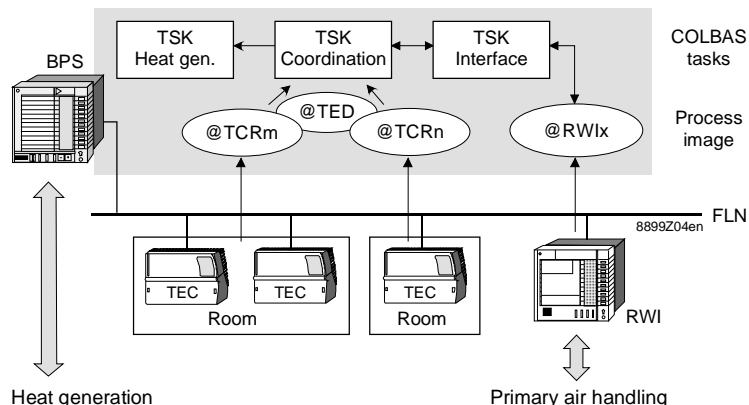 TSK
Heat gen.
TSK
Coordination
TSK
Interface
COLBAS
tasks
BPS
@TED
@TCRm
@TCRn
@RWIx
Process
image
FLN
8899Z04en
TEC
TEC
Room
TEC
Room
RWI
Heat generation
Primary air handling